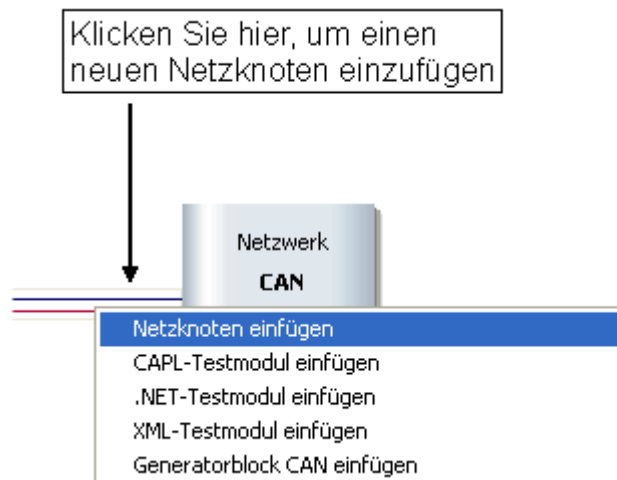 Klicken Sie hier, um einen
neuen Netzknoten einzufügen
Netzwerk
CAN
Netzknoten einfügen
CAPL-Testmodul einfügen
.NET-Testmodul einfügen
XML-Testmodul einfügen
Generatorblock CAN einfügen